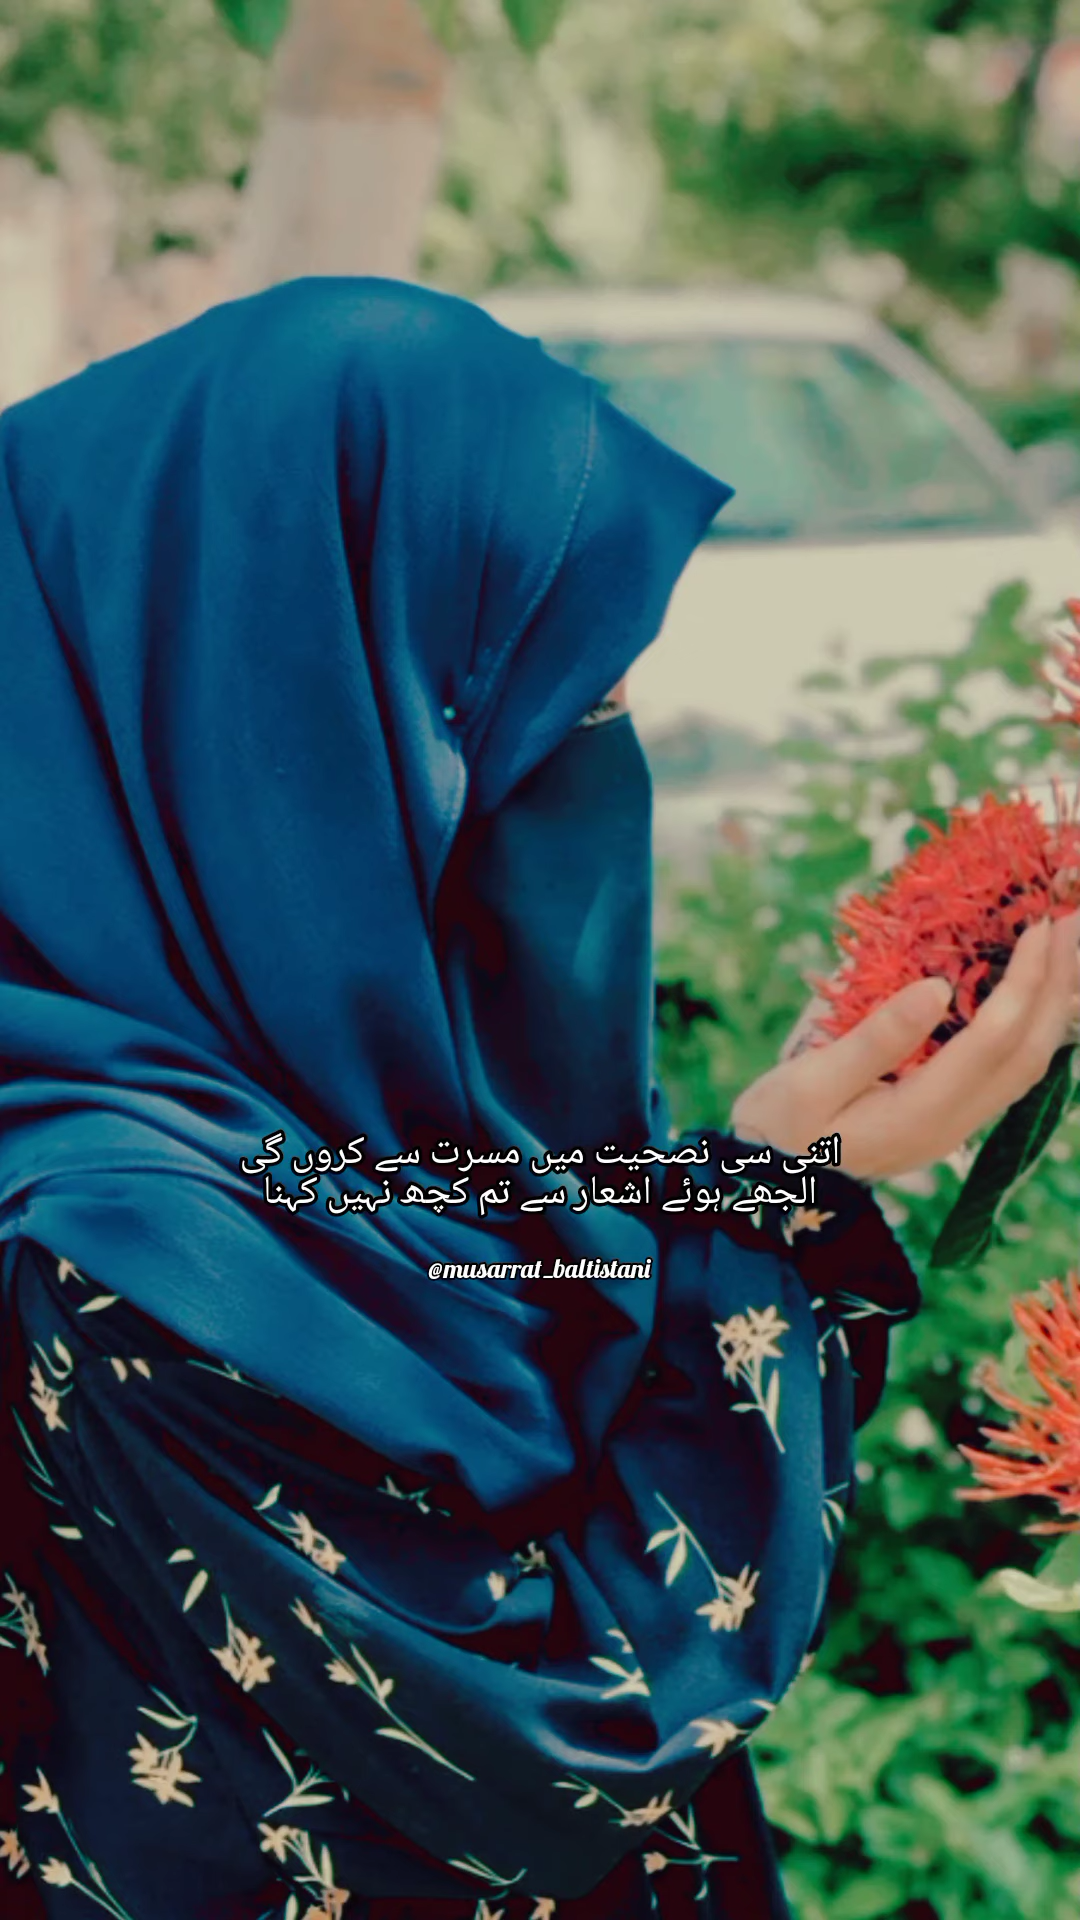 اتنی سی نصحیت میں مسرت سے کروں گی
الجھے ہوئے اشعار سے تم کچھ نہیں کہنا
@musarrat_baltistani